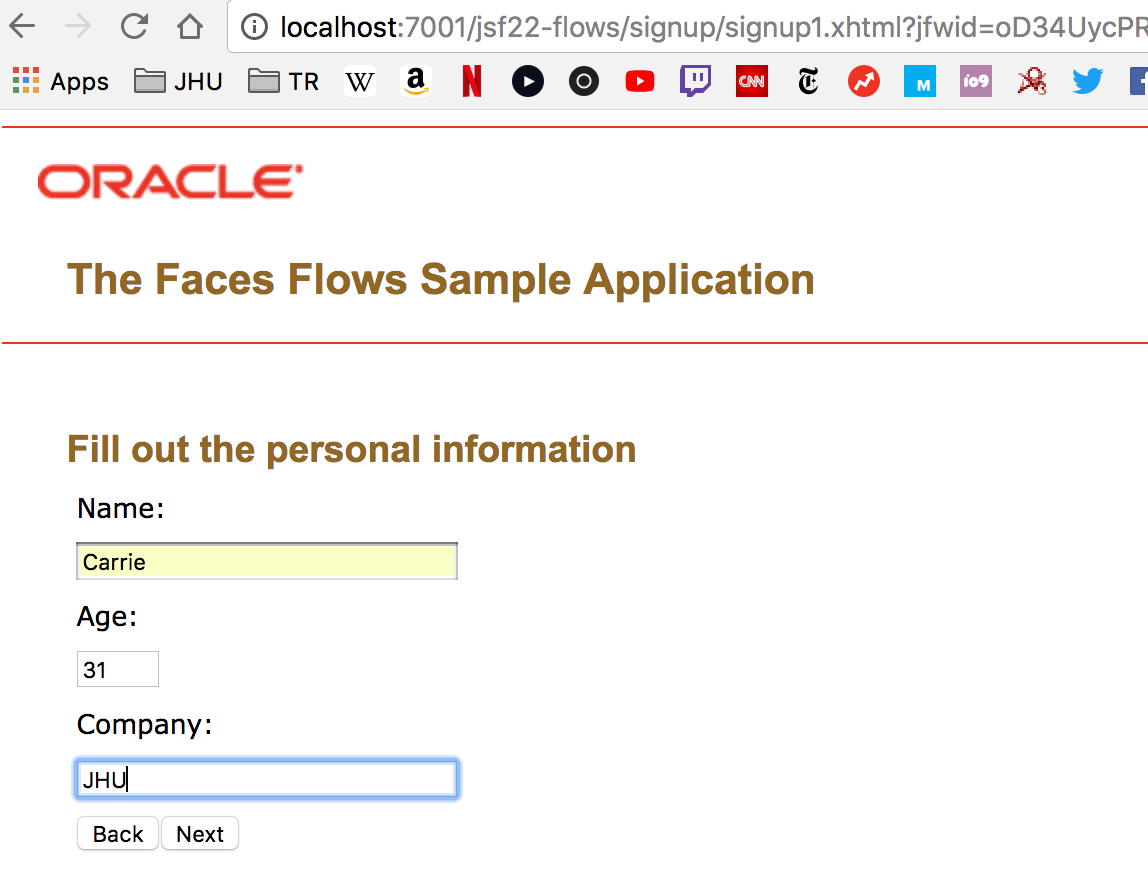 localhost:7001/jsf22-flows/signup/signup1.xhtml?jfwid=oD34UycPR
Apps JHU TR W a N CNN T M io9 f
ORACLE
The Faces Flows Sample Application
Fill out the personal information
Name:
Carrie
Age:
31
Company:
JHU
Back Next